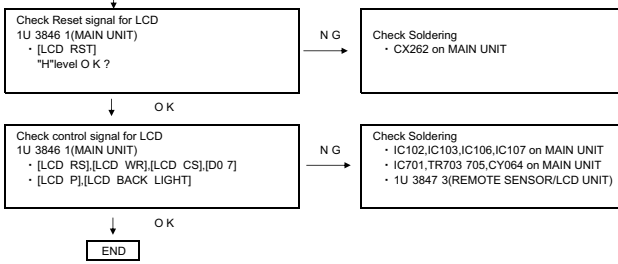 Check Reset signal for LCD
1U 3846 1(MAIN UNIT)
・ [LCD RST]
"H"level O K ?
N G
Check Soldering
・ CX262 on MAIN UNIT
O K
Check control signal for LCD
1U 3846 1(MAIN UNIT)
・ [LCD RS],[LCD WR],[LCD CS],[D0 7]
・ [LCD P],[LCD BACK LIGHT]
N G
Check Soldering
・ IC102,IC103,IC106,IC107 on MAIN UNIT
・ IC701,TR703 705,CY064 on MAIN UNIT
・ 1U 3847 3(REMOTE SENSOR/LCD UNIT)
O K
END